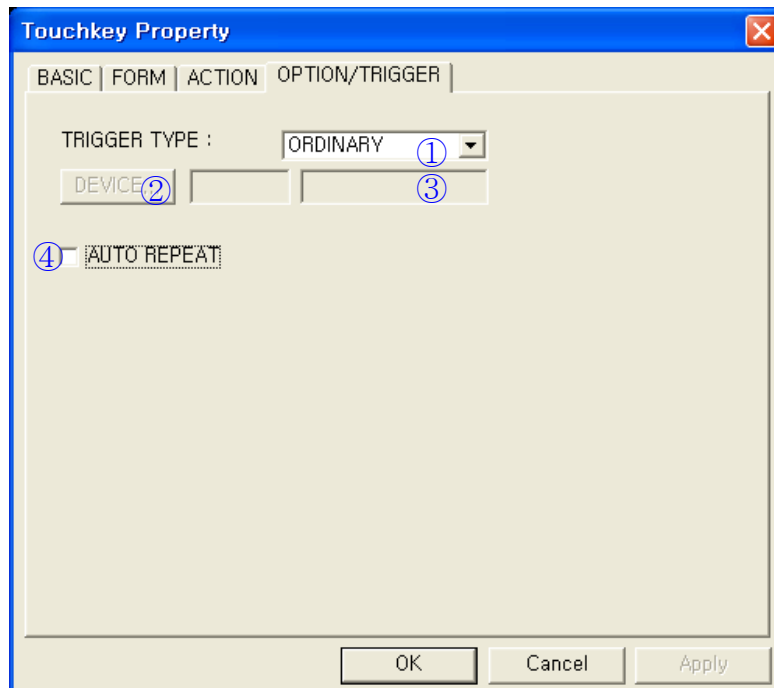 Touchkey Property
BASIC FORM ACTION OPTION/TRIGGER
TRIGGER TYPE : ORDINARY ①
DEVICE... ② ③
④ AUTO REPEAT
OK Cancel Apply